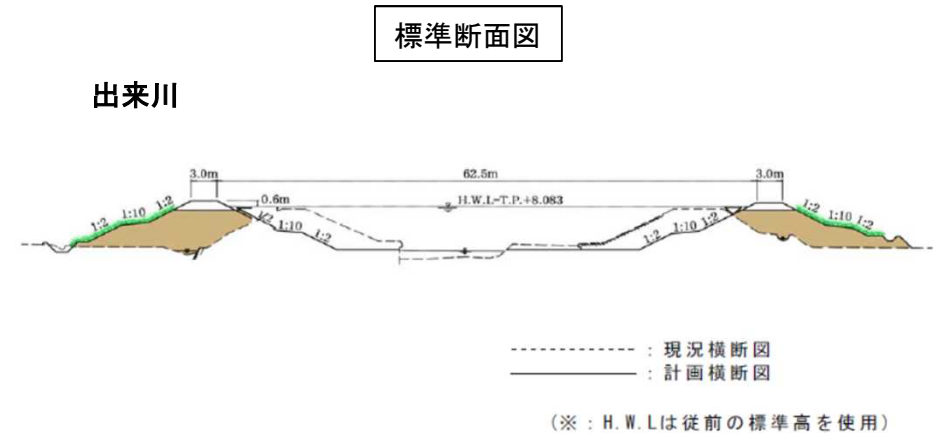 標準断面図
出来川
3.0m 62.5m 3.0m
0.6m H.W.L=T.P.+8.083
1:2 1:10 1:2 1:10 1:2 1:2 1:10 1:2 1:2 1:10 1:2
：現況横断図
：計画横断図
（※：H.W.Lは従前の標準高を使用）